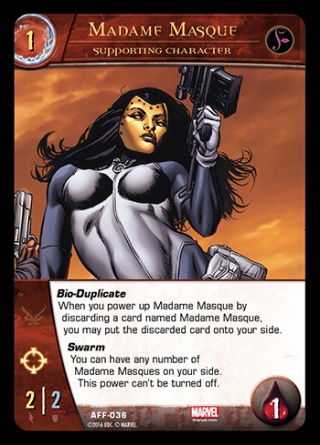 1
MADAME MASQUE
SUPPORTING CHARACTER
Bio-Duplicate
When you power up Madame Masque by
discarding a card named Madame Masque,
you may put the discarded card onto your side.
Swarm
You can have any number of
Madame Masques on your side.
This power can't be turned off.
2 | 2
1
AFF-036
©2016 UDC. © MARVEL.
MARVEL
marvel.com